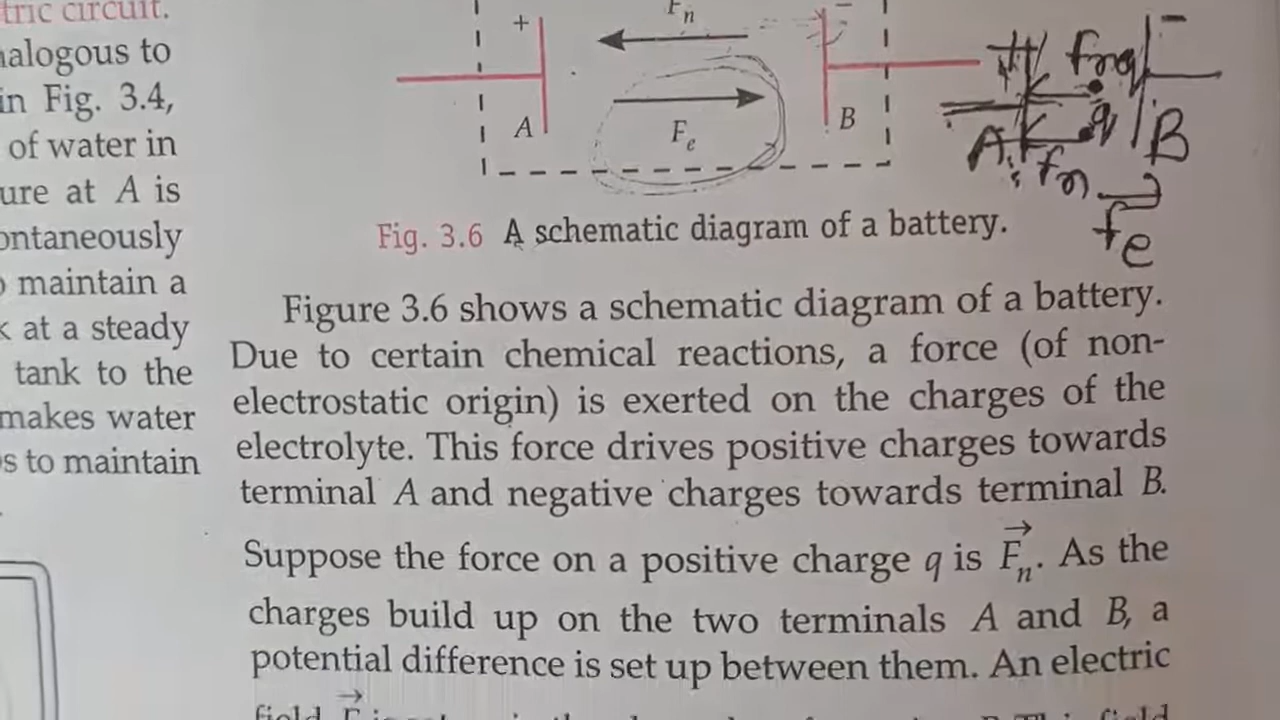 tric circuit.
nalogous to
in Fig. 3.4,
of water in
ure at A is
ontaneously
o maintain a
k at a steady
tank to the
makes water
s to maintain
Fn
+
−
A
Fe
B
−
q
A
B
fn
fe
Fig. 3.6 A schematic diagram of a battery.
Figure 3.6 shows a schematic diagram of a battery.
Due to certain chemical reactions, a force (of non-
electrostatic origin) is exerted on the charges of the
electrolyte. This force drives positive charges towards
terminal A and negative charges towards terminal B.
Suppose the force on a positive charge q is F⃗n. As the
charges build up on the two terminals A and B, a
potential difference is set up between them. An electric
field